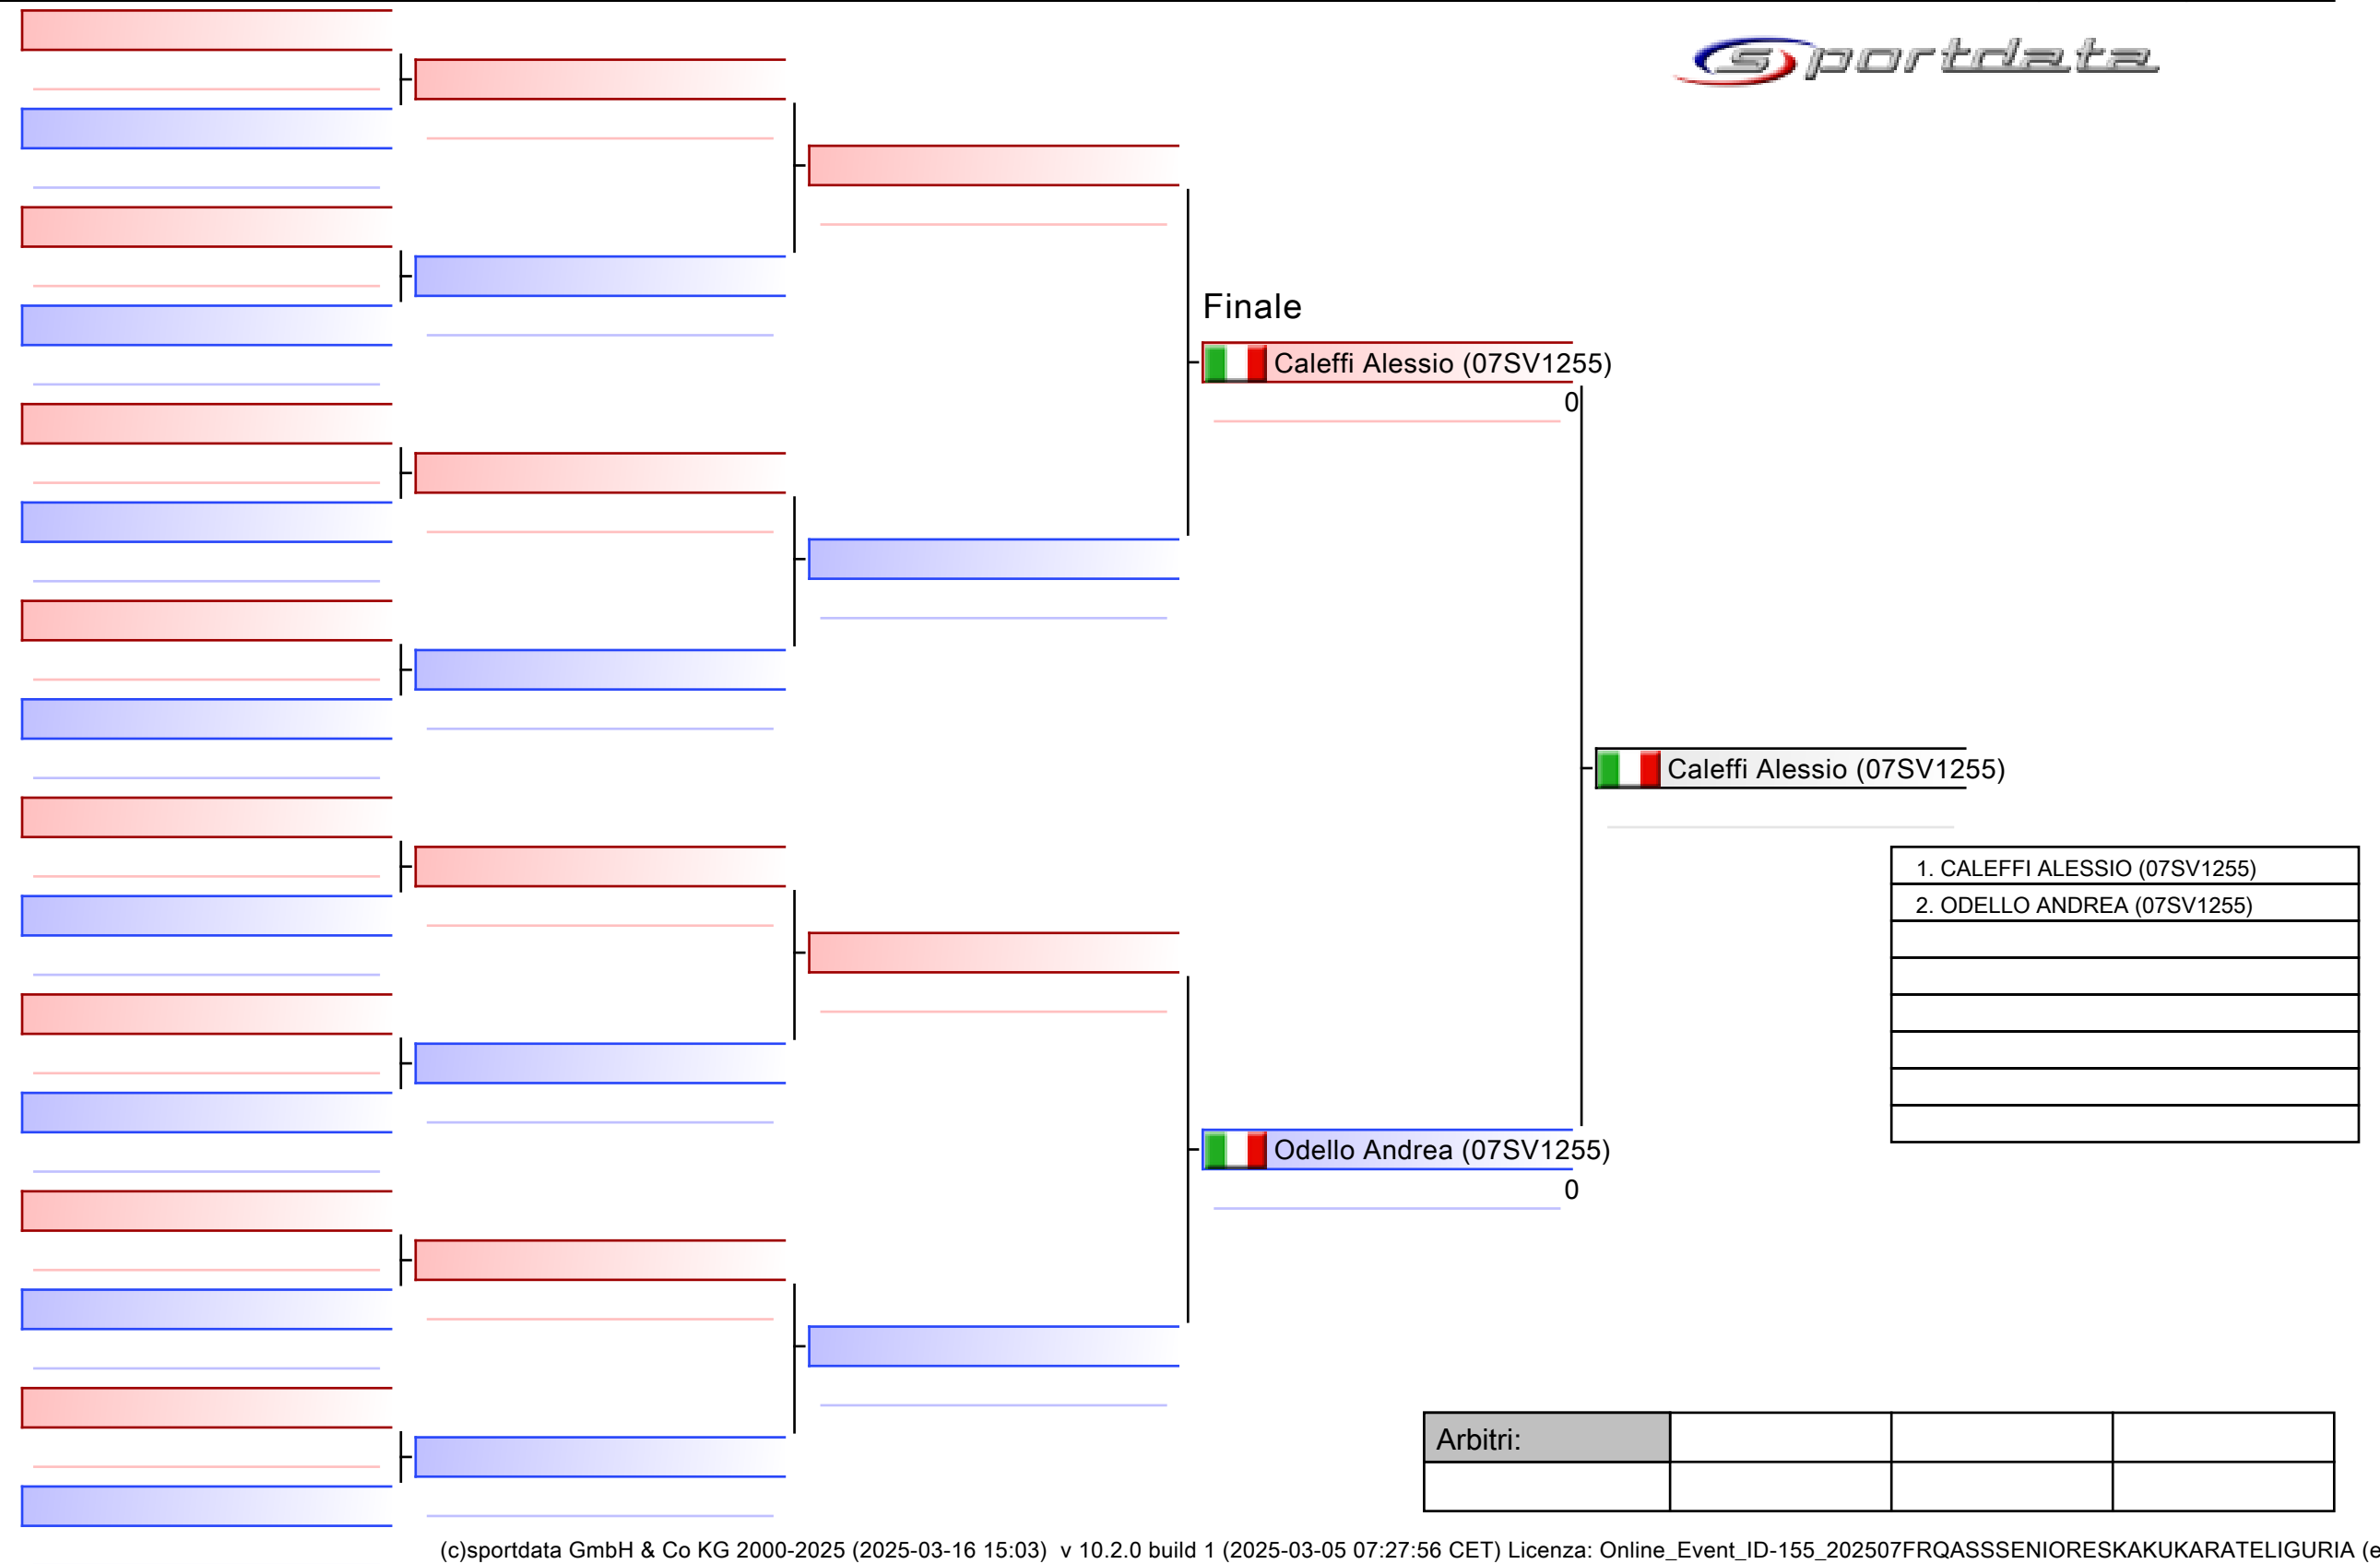 sportdata
Finale
Caleffi Alessio (07SV1255)
0
Caleffi Alessio (07SV1255)
1. CALEFFI ALESSIO (07SV1255)
2. ODELLO ANDREA (07SV1255)
Odello Andrea (07SV1255)
0
Arbitri:
(c)sportdata GmbH & Co KG 2000-2025 (2025-03-16 15:03) v 10.2.0 build 1 (2025-03-05 07:27:56 CET) Licenza: Online_Event_ID-155_202507FRQASSSENIORESKAKUKARATELIGURIA